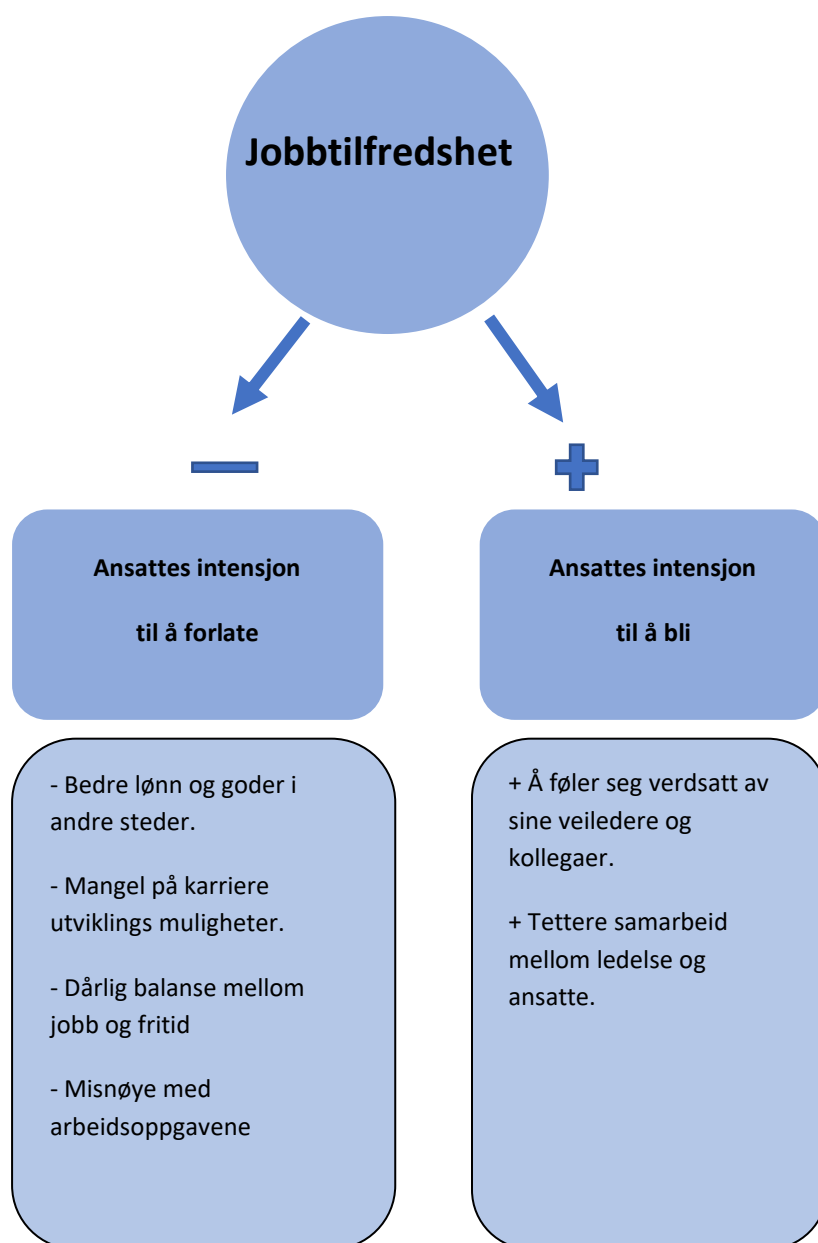 Jobbtilfredshet
Ansattes intensjon
til å forlate
- Bedre lønn og goder i
andre steder.
- Mangel på karriere
utviklings muligheter.
- Dårlig balanse mellom
jobb og fritid
- Misnøye med
arbeidsoppgavene
Ansattes intensjon
til å bli
+ Å føler seg verdsatt av
sine veiledere og
kollegaer.
+ Tettere samarbeid
mellom ledelse og
ansatte.